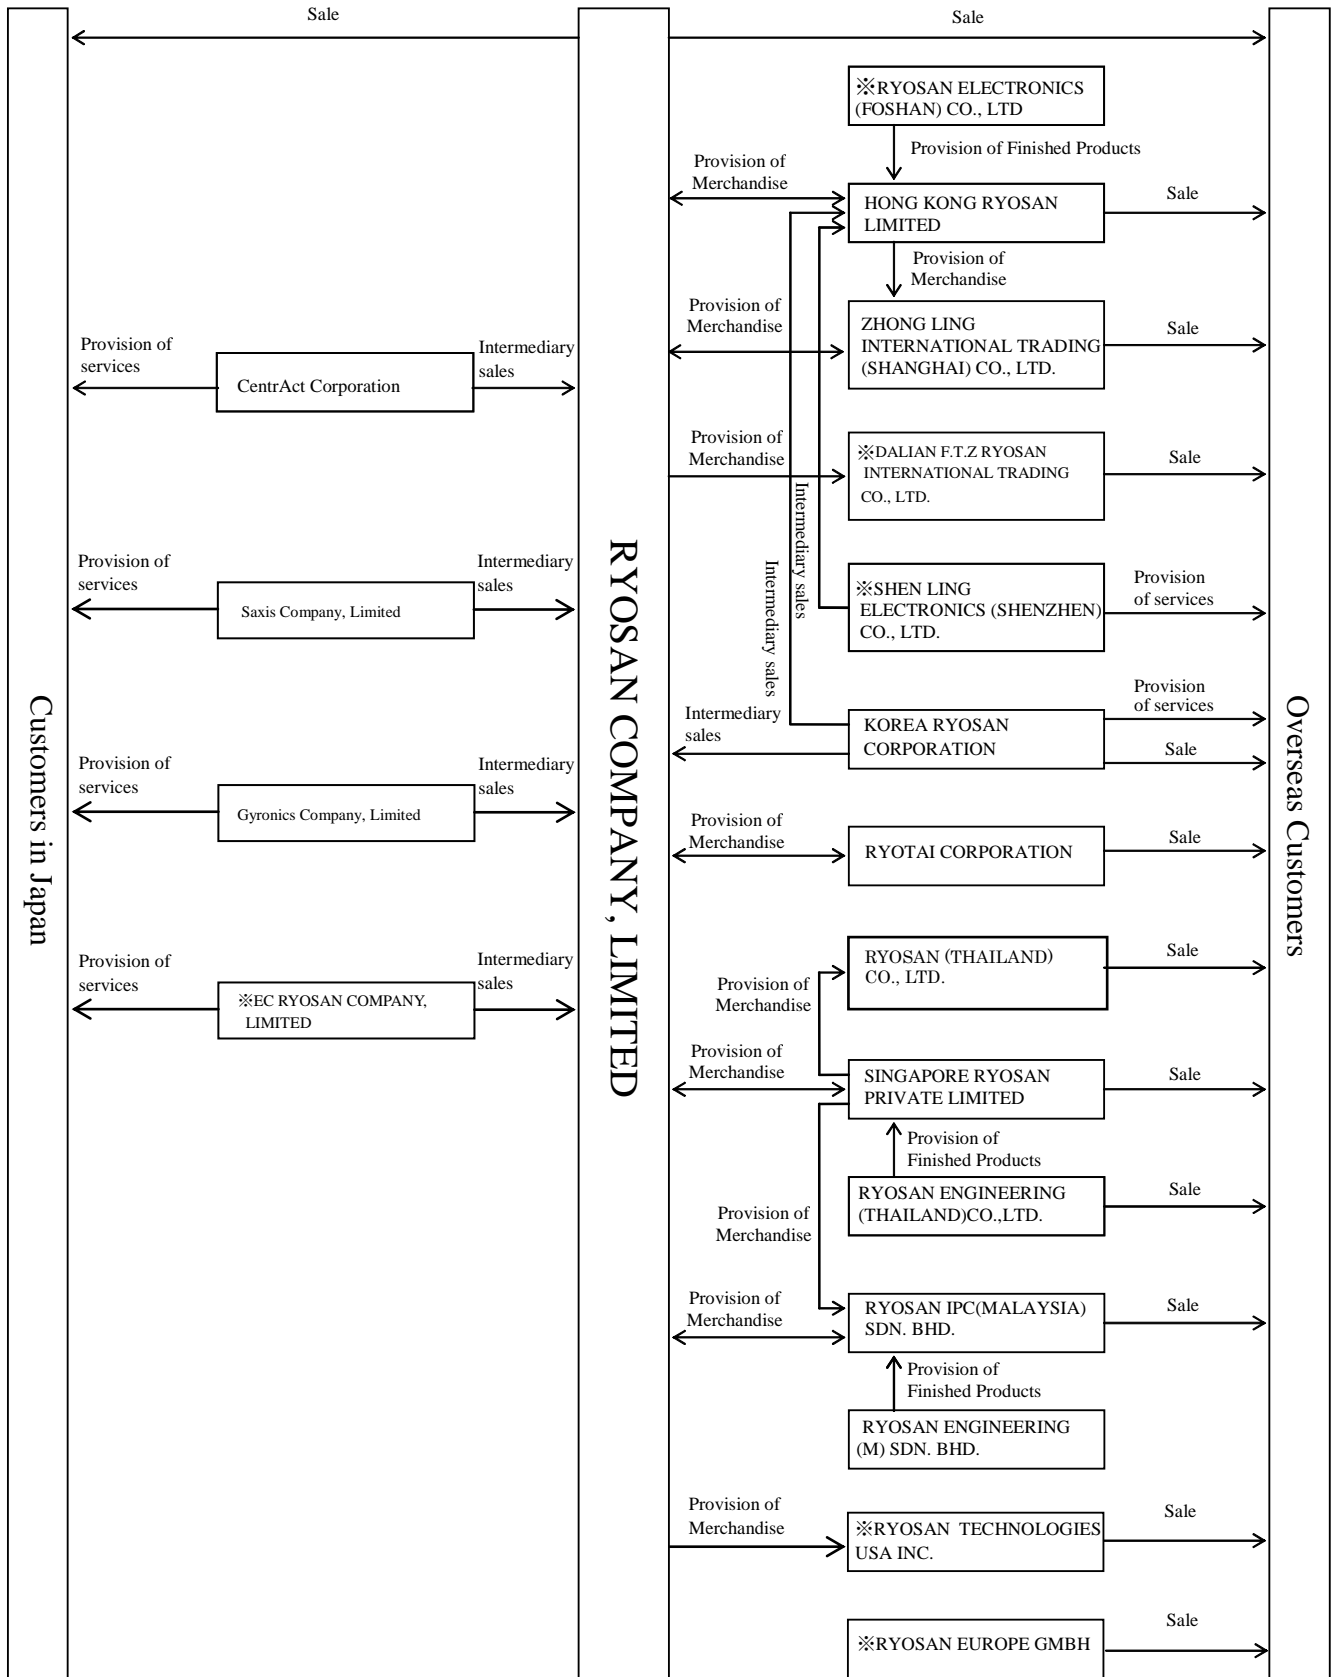 Sale
Sale
Customers in Japan
RYOSAN COMPANY, LIMITED
Overseas Customers
Provision of
services
CentrAct Corporation
Intermediary
sales
Provision of
services
Saxis Company, Limited
Intermediary
sales
Provision of
services
Gyronics Company, Limited
Intermediary
sales
Provision of
services
※EC RYOSAN COMPANY,
LIMITED
Intermediary
sales
※RYOSAN ELECTRONICS
(FOSHAN) CO., LTD
Provision of Finished Products
Provision of
Merchandise
HONG KONG RYOSAN
LIMITED
Sale
Provision of
Merchandise
Provision of
Merchandise
ZHONG LING
INTERNATIONAL TRADING
(SHANGHAI) CO., LTD.
Sale
Provision of
Merchandise
※DALIAN F.T.Z RYOSAN
INTERNATIONAL TRADING
CO., LTD.
Sale
Intermediary sales
Intermediary sales
※SHEN LING
ELECTRONICS (SHENZHEN)
CO., LTD.
Provision
of services
Intermediary
sales
KOREA RYOSAN
CORPORATION
Provision
of services
Sale
Provision of
Merchandise
RYOTAI CORPORATION
Sale
RYOSAN (THAILAND)
CO., LTD.
Sale
Provision of
Merchandise
Provision of
Merchandise
SINGAPORE RYOSAN
PRIVATE LIMITED
Sale
Provision of
Finished Products
RYOSAN ENGINEERING
(THAILAND)CO.,LTD.
Sale
Provision of
Merchandise
Provision of
Merchandise
RYOSAN IPC(MALAYSIA)
SDN. BHD.
Sale
Provision of
Finished Products
RYOSAN ENGINEERING
(M) SDN. BHD.
Provision of
Merchandise
※RYOSAN TECHNOLOGIES
USA INC.
Sale
※RYOSAN EUROPE GMBH
Sale